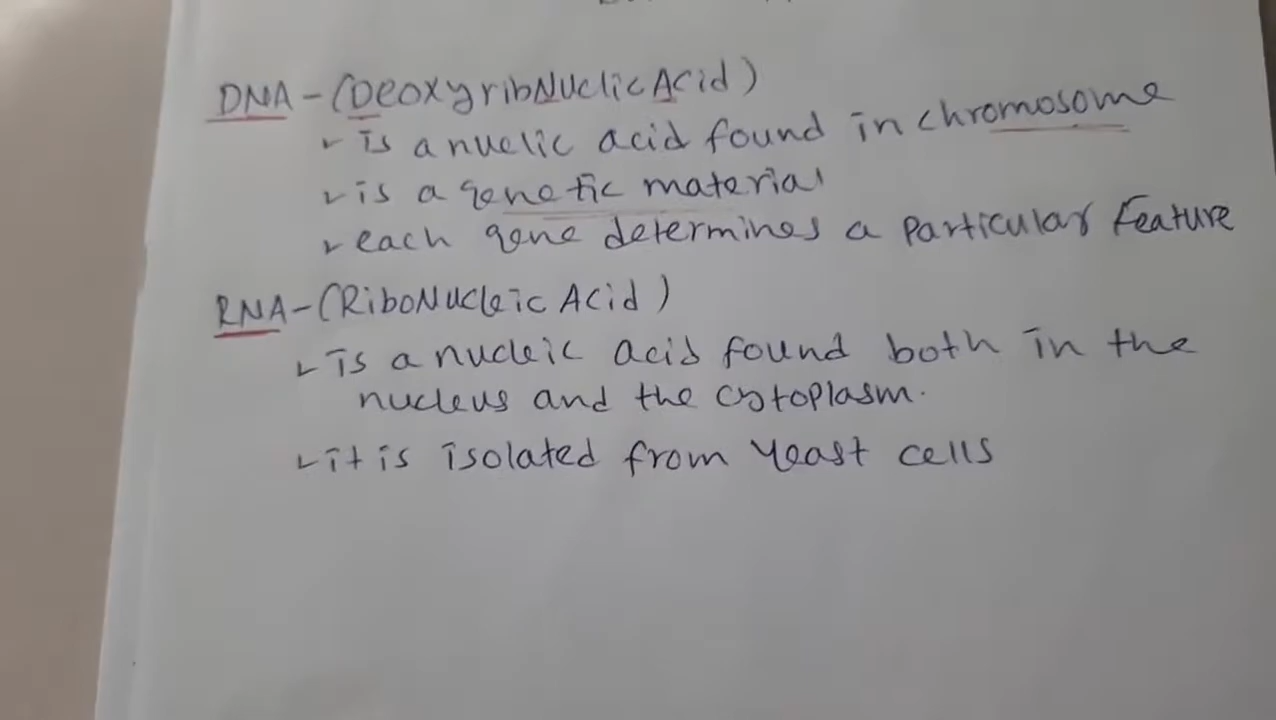 DNA-(DeoxyribNuclicAcid)
✓ is a nuclic acid found in chromosome
✓ is a genetic material
✓ each gene determines a particular Feature
RNA-(RiboNucleic Acid)
✓ is a nucleic acid found both in the
nucleus and the cytoplasm.
✓ it is isolated from yeast cells